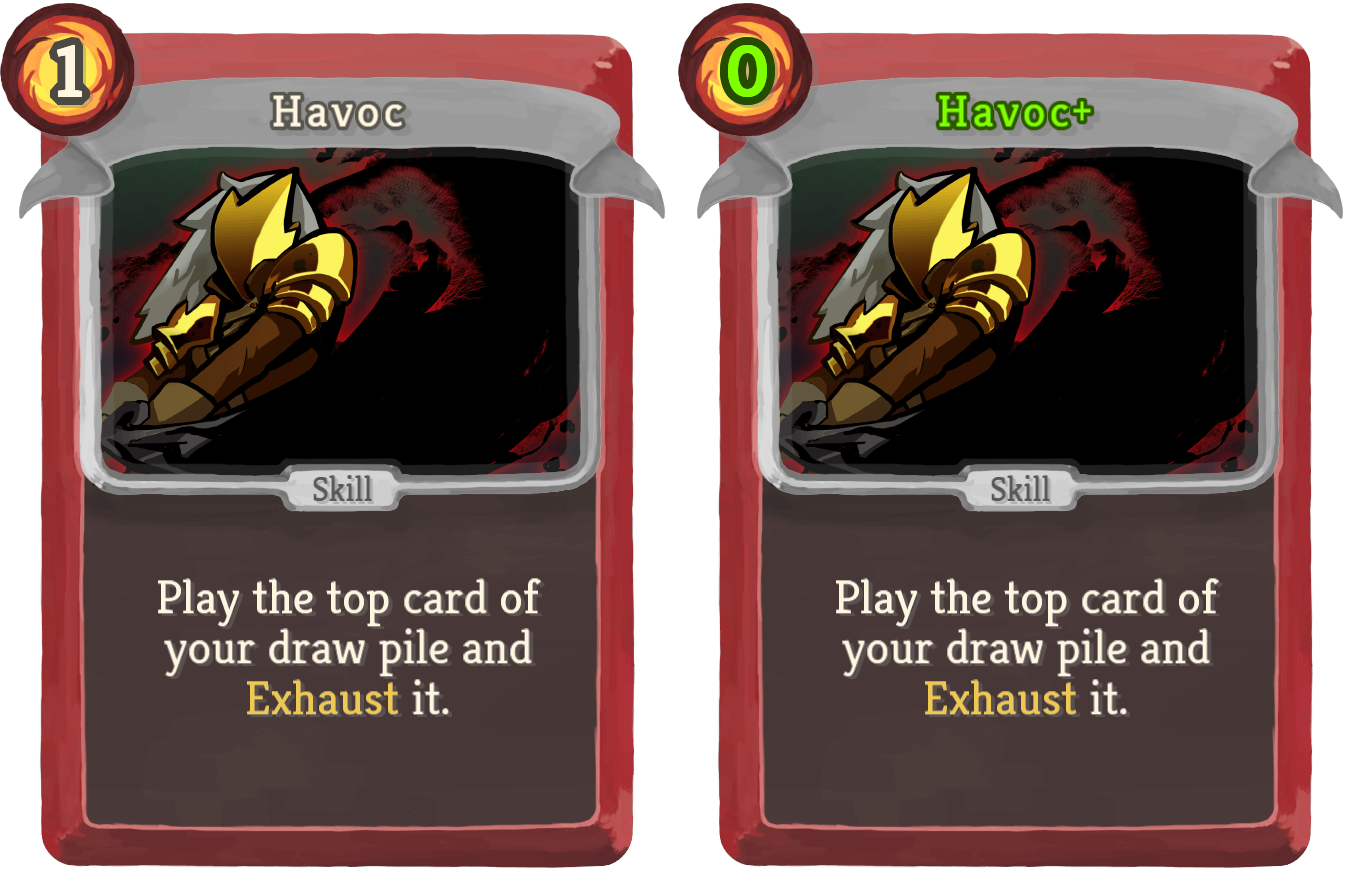 1
Havoc
Skill
Play the top card of
your draw pile and
Exhaust it.
0
Havoc+
Skill
Play the top card of
your draw pile and
Exhaust it.